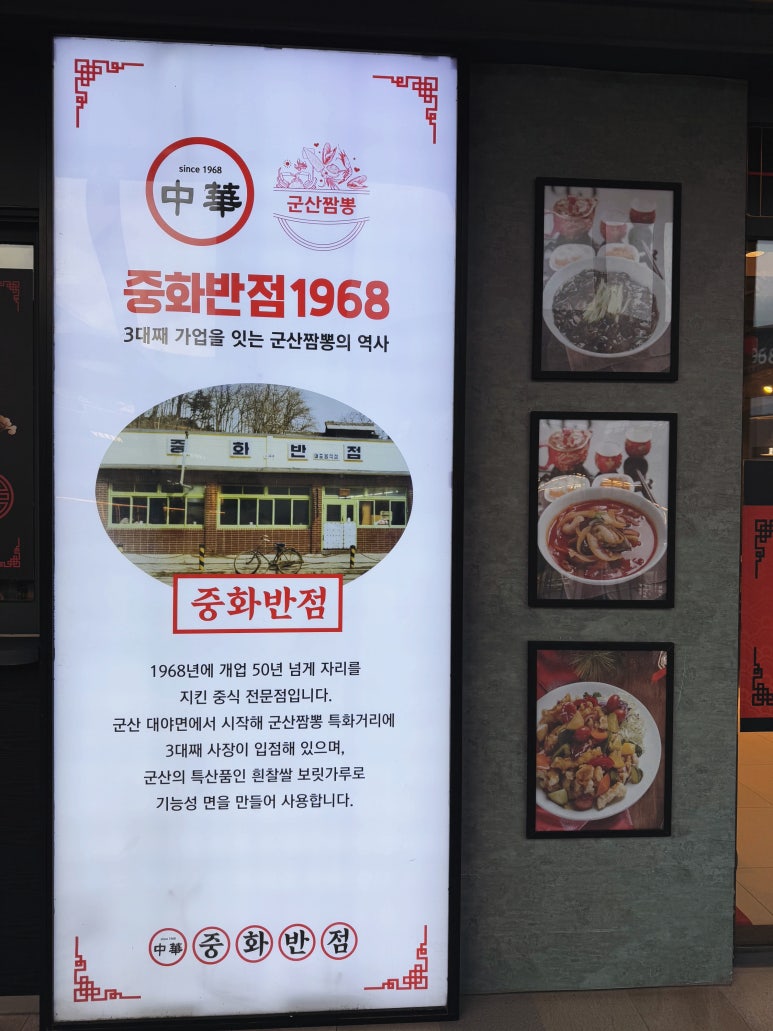 since 1968
中華
군산짬뽕
중화반점1968
3대째 가업을 잇는 군산짬뽕의 역사
중 화 반 점
중화반점
1968년에 개업 50년 넘게 자리를
지킨 중식 전문점입니다.
군산 대야면에서 시작해 군산짬뽕 특화거리에
3대째 사장이 입점해 있으며,
군산의 특산품인 흰찰쌀 보릿가루로
기능성 면을 만들어 사용합니다.
since 1968
中華
중화반점